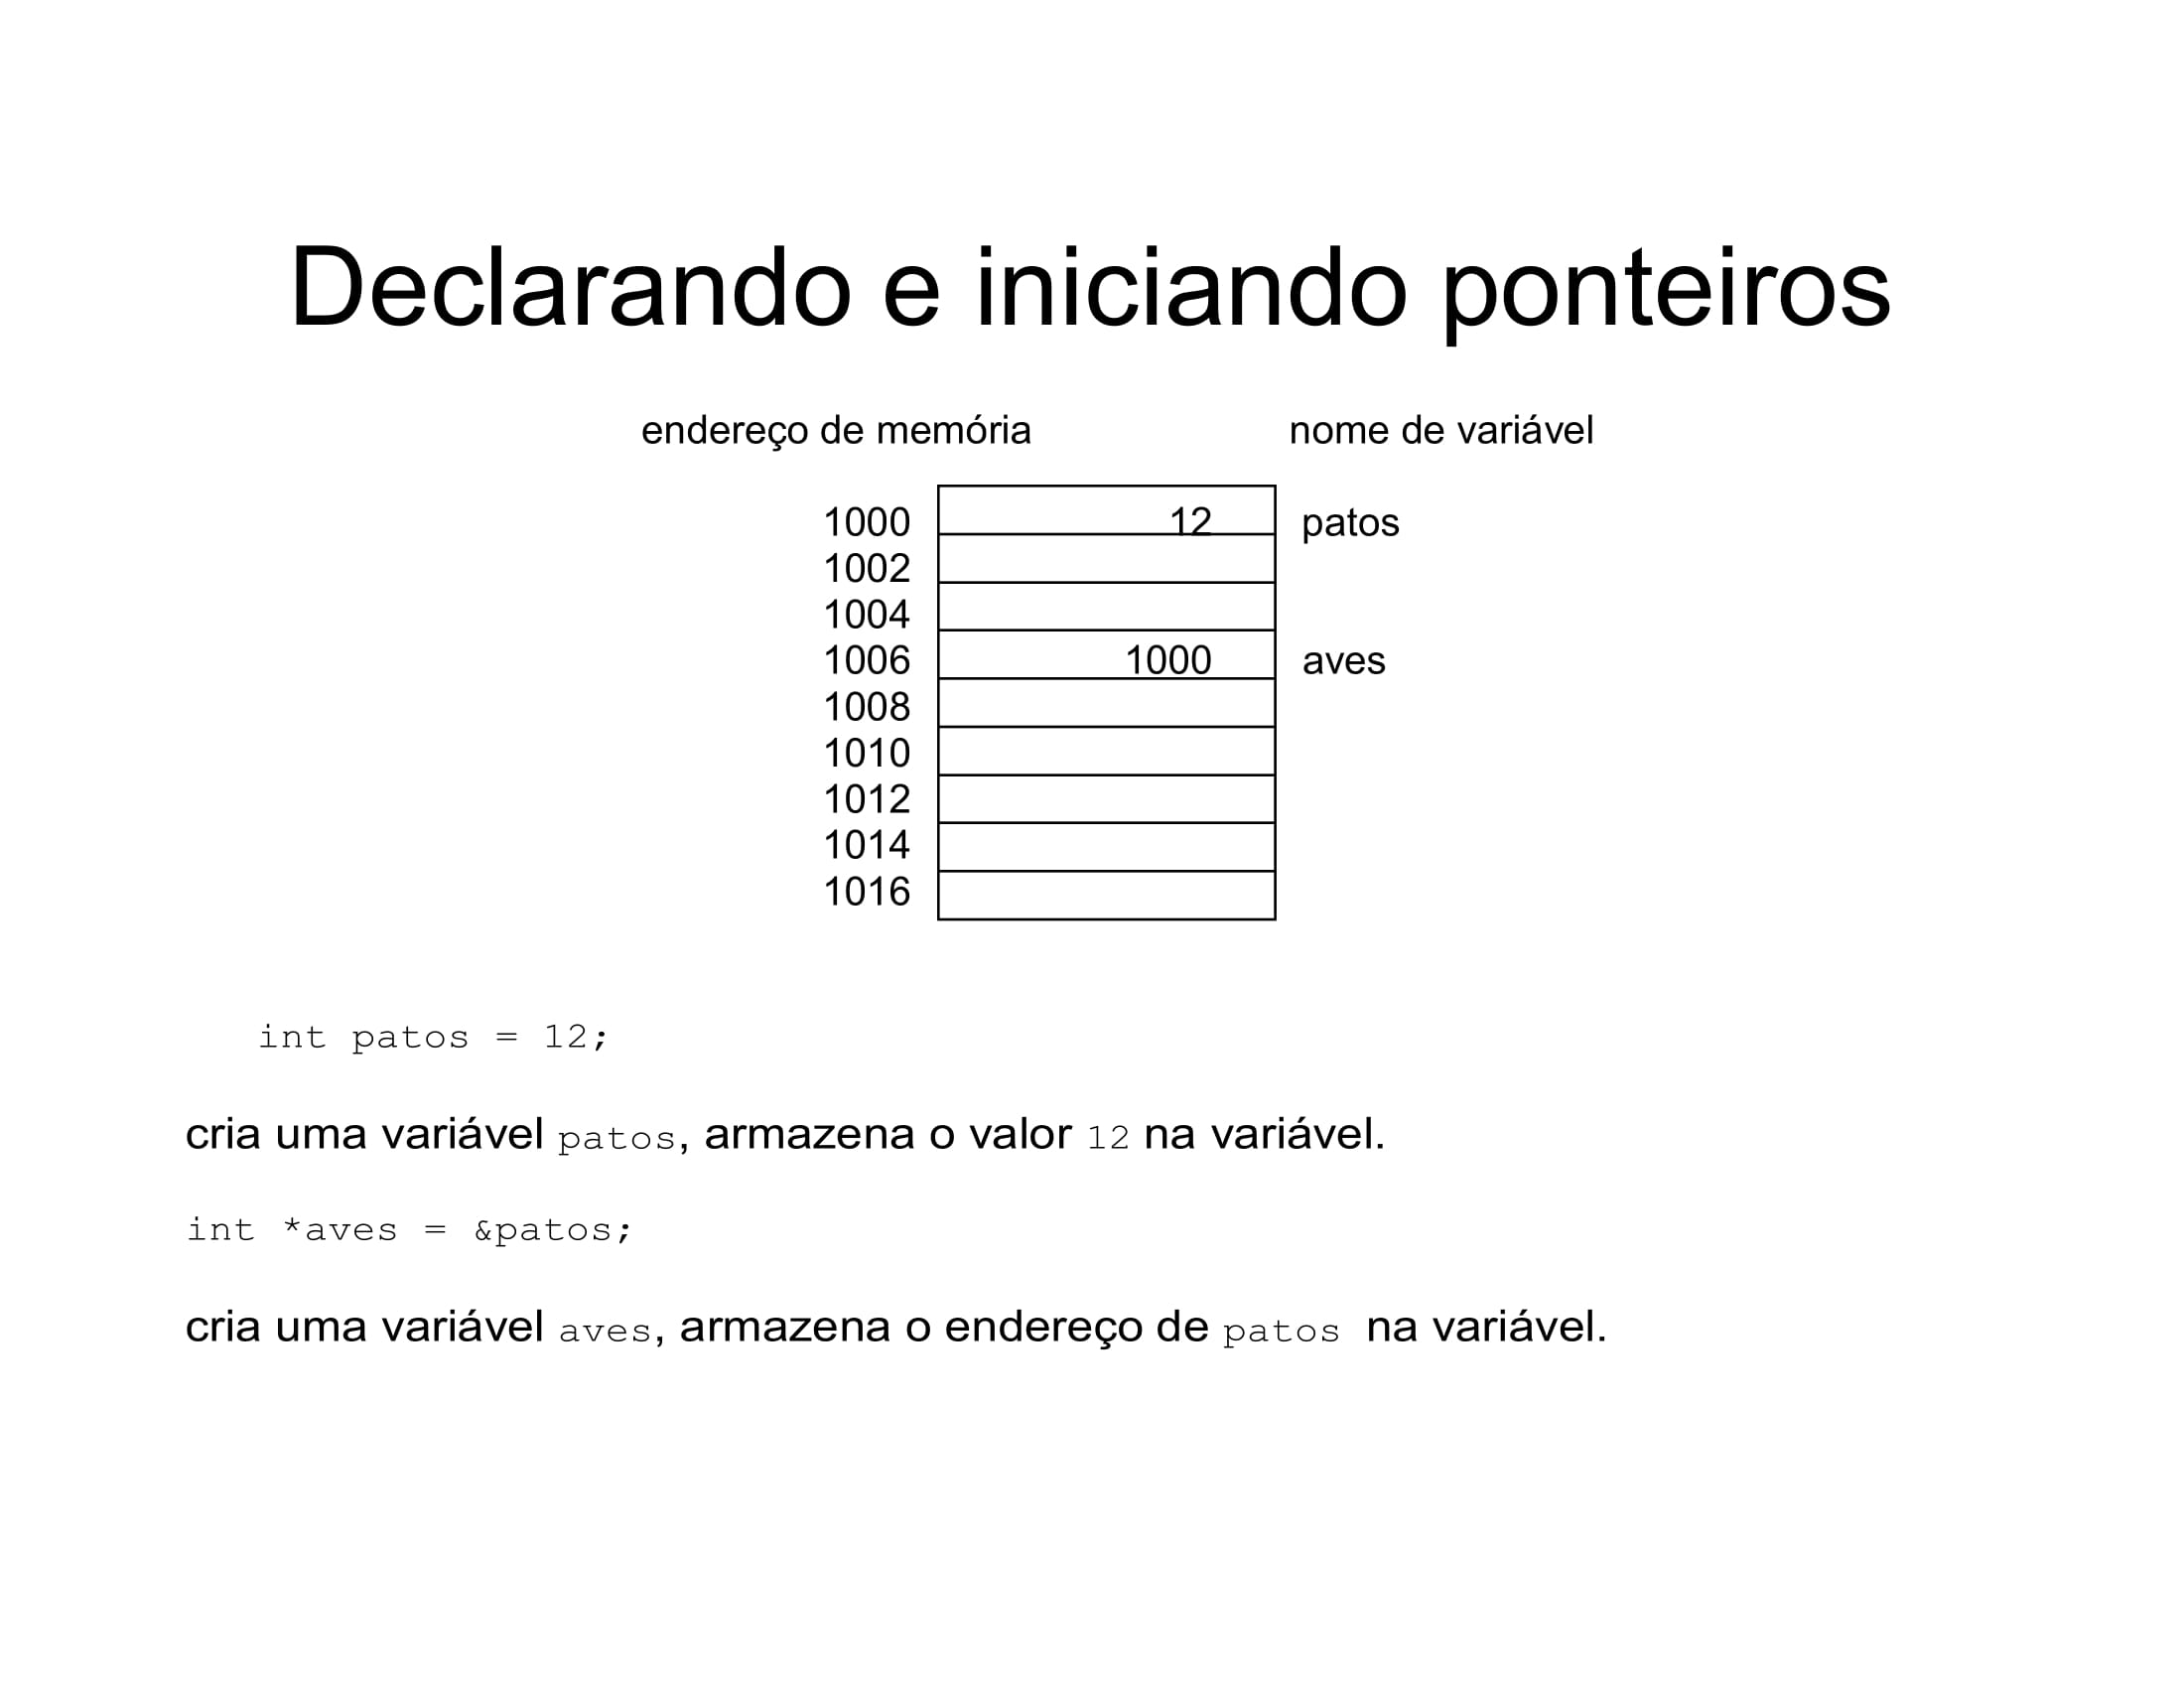 Declarando e iniciando ponteiros
endereço de memória nome de variável
1000 12 patos
1002
1004
1006 1000 aves
1008
1010
1012
1014
1016
int patos = 12;
cria uma variável patos, armazena o valor 12 na variável.
int *aves = &patos;
cria uma variável aves, armazena o endereço de patos na variável.